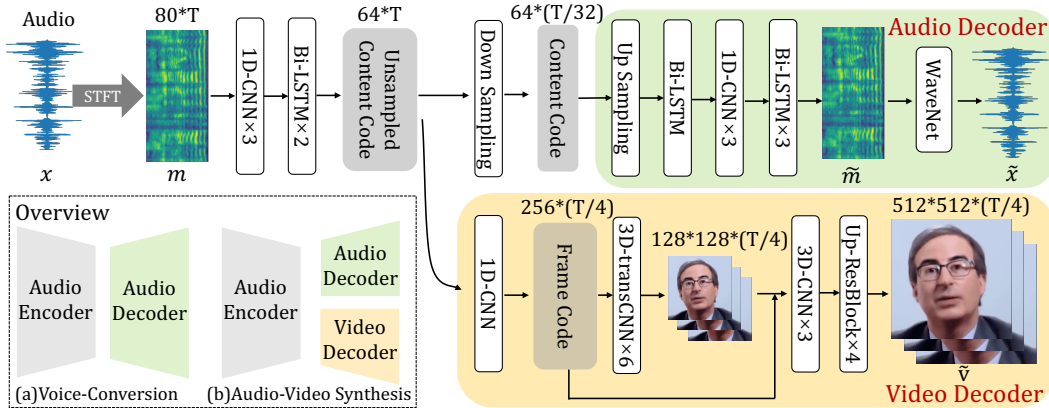 Audio
STFT
x
80*T
m
1D-CNN×3
Bi-LSTM×2
64*T
Unsampled
Content Code
Down Sampling
64*(T/32)
Content Code
Audio Decoder
Up Sampling
Bi-LSTM
1D-CNN×3
Bi-LSTM×3
m̃
WaveNet
x̃
Overview
Audio
Encoder
Audio
Decoder
(a)Voice-Conversion
Audio
Encoder
Audio
Decoder
Video
Decoder
(b)Audio-Video Synthesis
1D-CNN
256*(T/4)
Frame Code
3D-transCNN×6
128*128*(T/4)
3D-CNN×3
Up-ResBlock×4
512*512*(T/4)
ṽ
Video Decoder